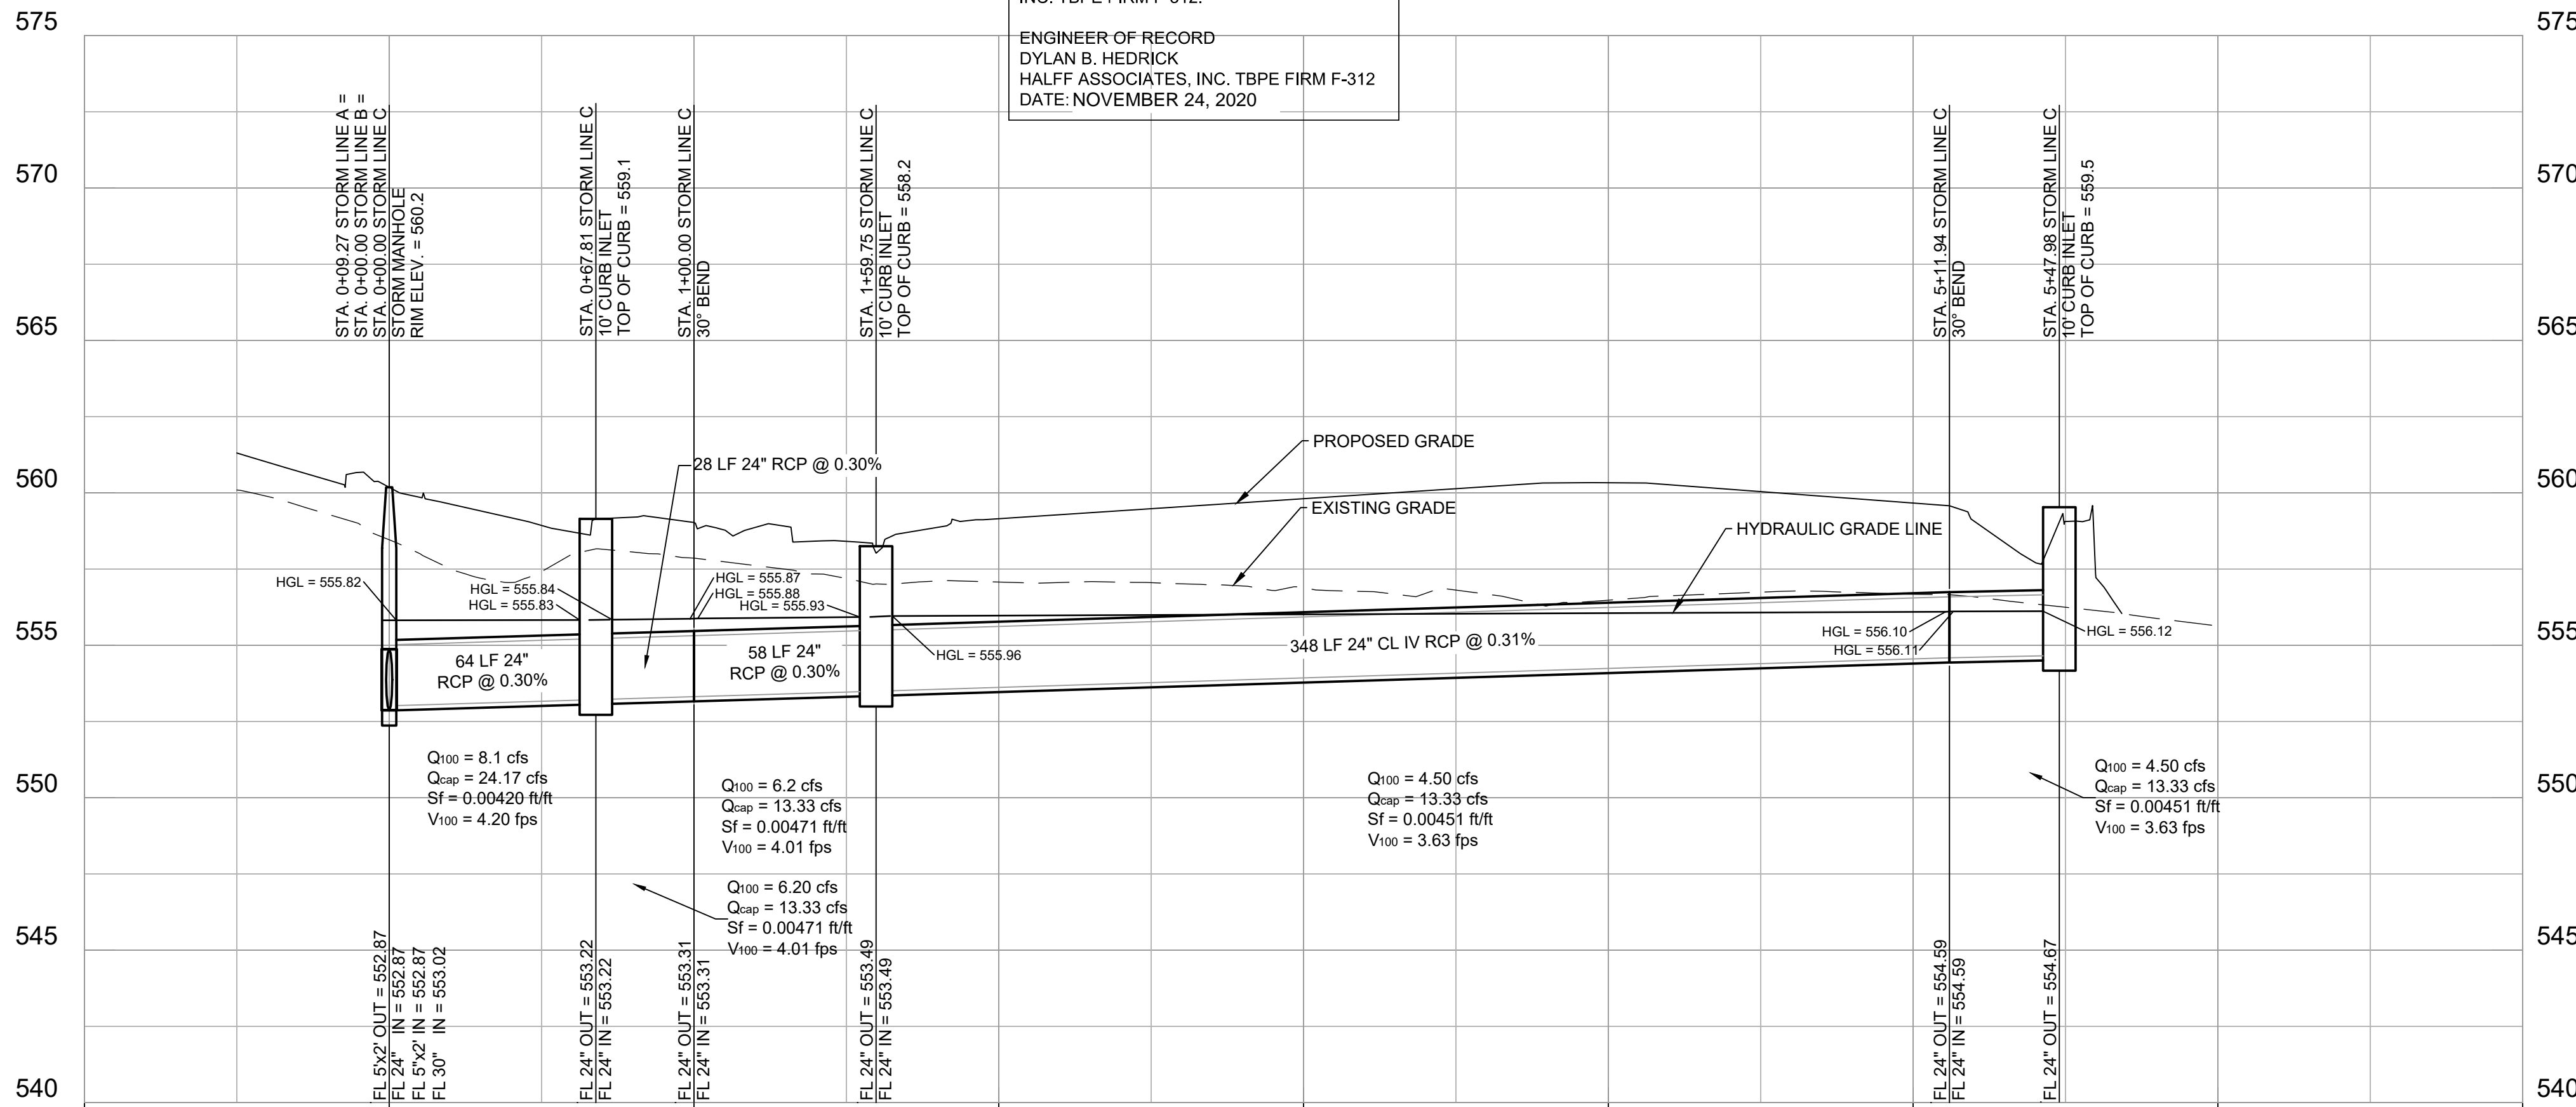 ENGINEER OF RECORD
DYLAN B. HEDRICK
HALFF ASSOCIATES, INC. TBPE FIRM F-312
DATE: NOVEMBER 24, 2020
575
575
570
570
565
565
560
560
555
555
550
550
545
545
540
540
STA. 0+09.27 STORM LINE A =
STA. 0+00.00 STORM LINE B =
STA. 0+00.00 STORM LINE C
STORM MANHOLE
RIM ELEV. = 560.2
STA. 0+67.81 STORM LINE C
10' CURB INLET
TOP OF CURB = 559.1
STA. 1+00.00 STORM LINE C
30° BEND
STA. 1+59.75 STORM LINE C
10' CURB INLET
TOP OF CURB = 558.2
STA. 5+11.94 STORM LINE C
30° BEND
STA. 5+47.98 STORM LINE C
10' CURB INLET
TOP OF CURB = 559.5
PROPOSED GRADE
28 LF 24" RCP @ 0.30%
EXISTING GRADE
HYDRAULIC GRADE LINE
HGL = 555.82
HGL = 555.84
HGL = 555.83
HGL = 555.87
HGL = 555.88
HGL = 555.93
HGL = 555.96
HGL = 556.10
HGL = 556.11
HGL = 556.12
64 LF 24"
RCP @ 0.30%
58 LF 24"
RCP @ 0.30%
348 LF 24" CL IV RCP @ 0.31%
Q100 = 8.1 cfs
Qcap = 24.17 cfs
Sf = 0.00420 ft/ft
V100 = 4.20 fps
Q100 = 6.2 cfs
Qcap = 13.33 cfs
Sf = 0.00471 ft/ft
V100 = 4.01 fps
Q100 = 6.20 cfs
Qcap = 13.33 cfs
Sf = 0.00471 ft/ft
V100 = 4.01 fps
Q100 = 4.50 cfs
Qcap = 13.33 cfs
Sf = 0.00451 ft/ft
V100 = 3.63 fps
Q100 = 4.50 cfs
Qcap = 13.33 cfs
Sf = 0.00451 ft/ft
V100 = 3.63 fps
FL 5'x2' OUT = 552.87
FL 24" IN = 552.87
FL 5"x2' IN = 552.87
FL 30" IN = 553.02
FL 24" OUT = 553.22
FL 24" IN = 553.22
FL 24" OUT = 553.31
FL 24" IN = 553.31
FL 24" OUT = 553.49
FL 24" IN = 553.49
FL 24" OUT = 554.59
FL 24" IN = 554.59
FL 24" OUT = 554.67